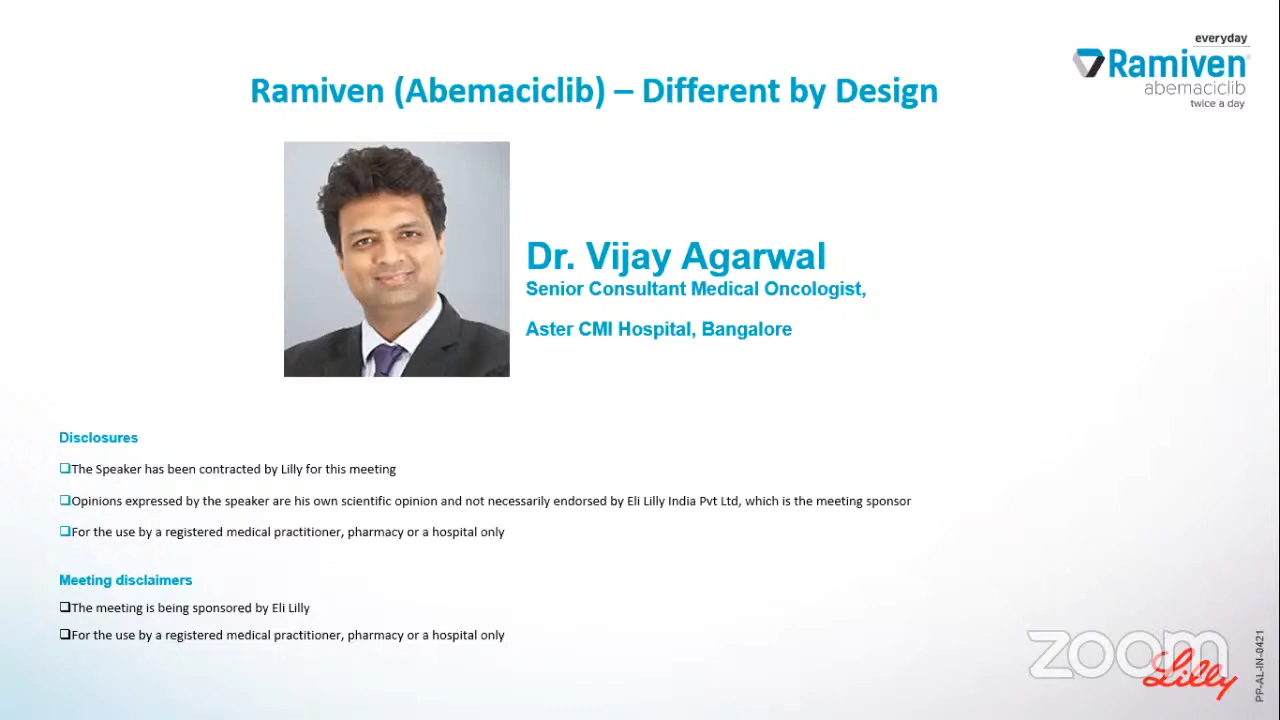 everyday
Ramiven
abemaciclib
twice a day
Ramiven (Abemaciclib) – Different by Design
Dr. Vijay Agarwal
Senior Consultant Medical Oncologist,
Aster CMI Hospital, Bangalore
Disclosures
❑The Speaker has been contracted by Lilly for this meeting
❑Opinions expressed by the speaker are his own scientific opinion and not necessarily endorsed by Eli Lilly India Pvt Ltd, which is the meeting sponsor
❑For the use by a registered medical practitioner, pharmacy or a hospital only
Meeting disclaimers
❑The meeting is being sponsored by Eli Lilly
❑For the use by a registered medical practitioner, pharmacy or a hospital only
zoom
Lilly
PP-AL-IN-0421